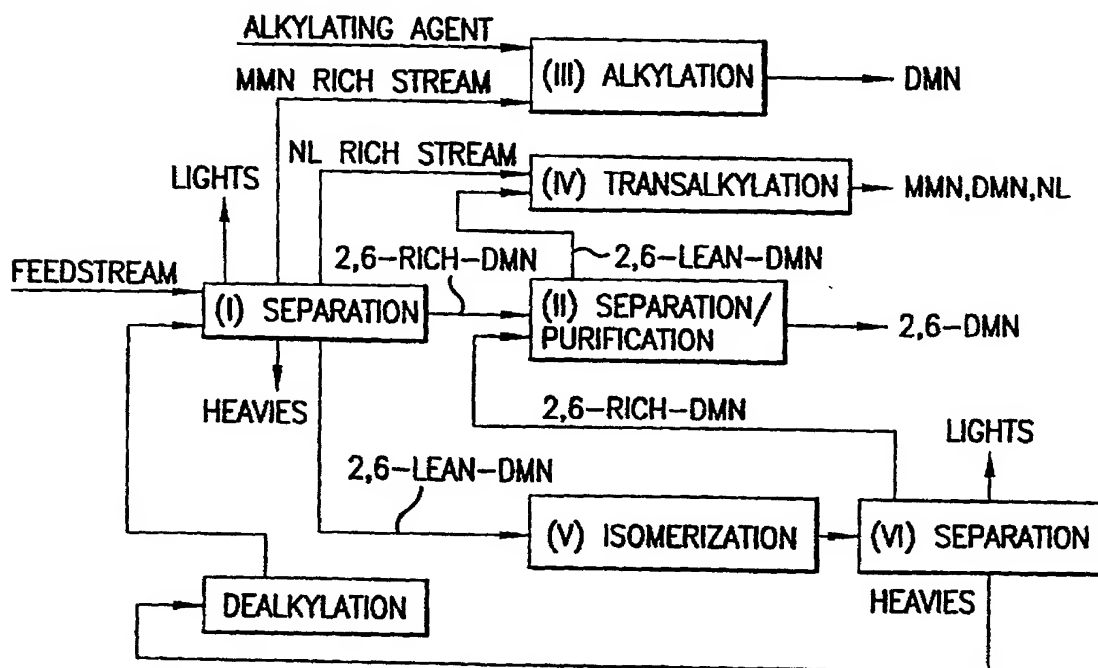 ALKYLATING AGENT
(III) ALKYLATION
DMN
MMN RICH STREAM
NL RICH STREAM
LIGHTS
(IV) TRANSALKYLATION
MMN,DMN,NL
2,6-RICH-DMN
2,6-LEAN-DMN
FEEDSTREAM
(I) SEPARATION
(II) SEPARATION/
PURIFICATION
2,6-DMN
HEAVIES
2,6-RICH-DMN
LIGHTS
2,6-LEAN-DMN
(V) ISOMERIZATION
(VI) SEPARATION
DEALKYLATION
HEAVIES